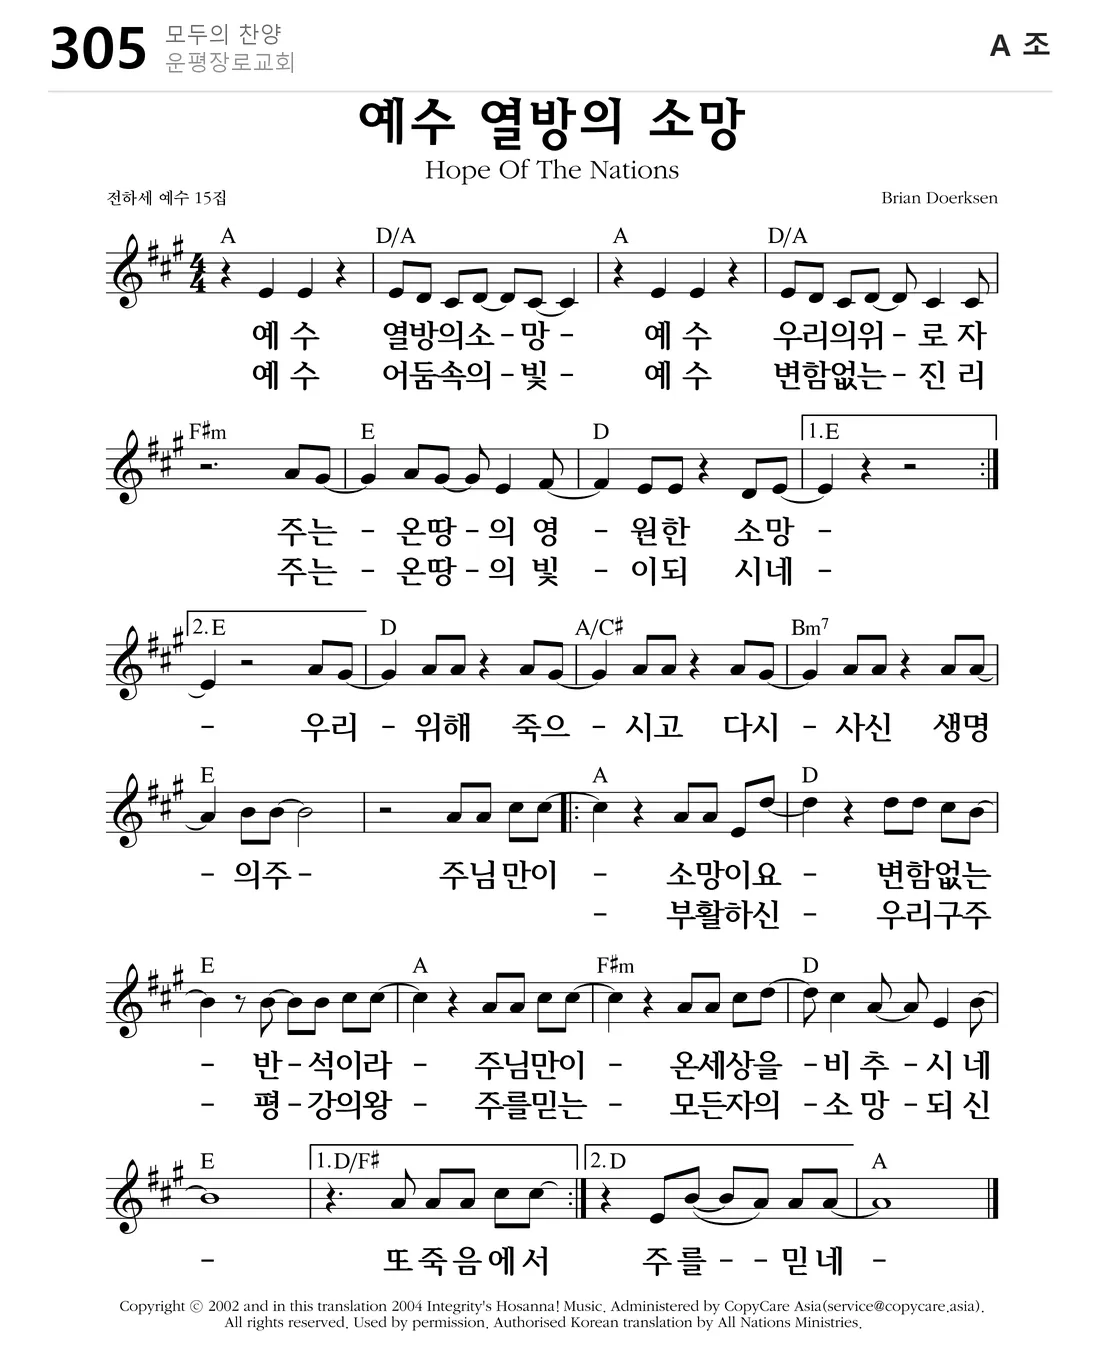 305 모두의 찬양
운평장로교회
A 조
예수 열방의 소망
Hope Of The Nations
전하세 예수 15집 Brian Doerksen
A D/A A D/A
예 수 열방의소-망- 예 수 우리의위-로 자
예 수 어둠속의-빛- 예 수 변함없는-진 리
F#m E D 1.E
주는 - 온땅-의 영 - 원한 소망 -
주는 - 온땅-의 빛 - 이되 시네 -
2.E D A/C# Bm7
- 우리 - 위해 죽으 - 시고 다시 - 사신 생명
E A D
- 의주- 주님만이 - 소망이요 - 변함없는
- 부활하신 - 우리구주
E A F#m D
- 반-석이라 - 주님만이 - 온세상을 -비 추 -시 네
- 평-강의왕 - 주를믿는 - 모든자의 -소 망 -되 신
E 1.D/F# 2.D A
- 또죽음에서 주를--믿네 -
Copyright ⓒ 2002 and in this translation 2004 Integrity's Hosanna! Music. Administered by CopyCare Asia(service@copycare.asia).
All rights reserved. Used by permission. Authorised Korean translation by All Nations Ministries.